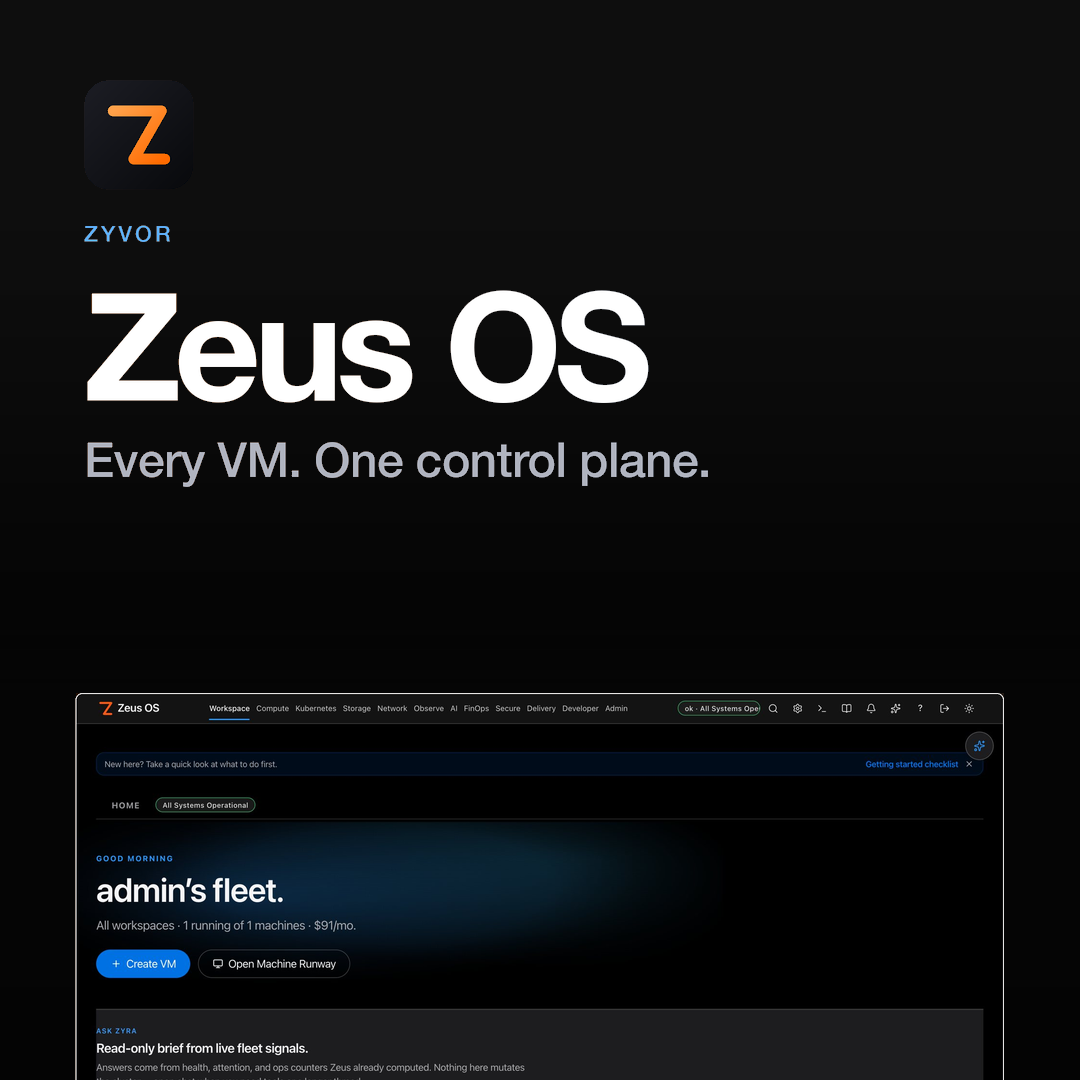 Z
ZYVOR
Zeus OS
Every VM. One control plane.
Z Zeus OS Workspace Compute Kubernetes Storage Network Observe AI FinOps Secure Delivery Developer Admin ok · All Systems Ope ?
New here? Take a quick look at what to do first. Getting started checklist ×
HOME All Systems Operational
GOOD MORNING
admin's fleet.
All workspaces · 1 running of 1 machines · $91/mo.
+ Create VM Open Machine Runway
ASK ZYRA
Read-only brief from live fleet signals.
Answers come from health, attention, and ops counters Zeus already computed. Nothing here mutates